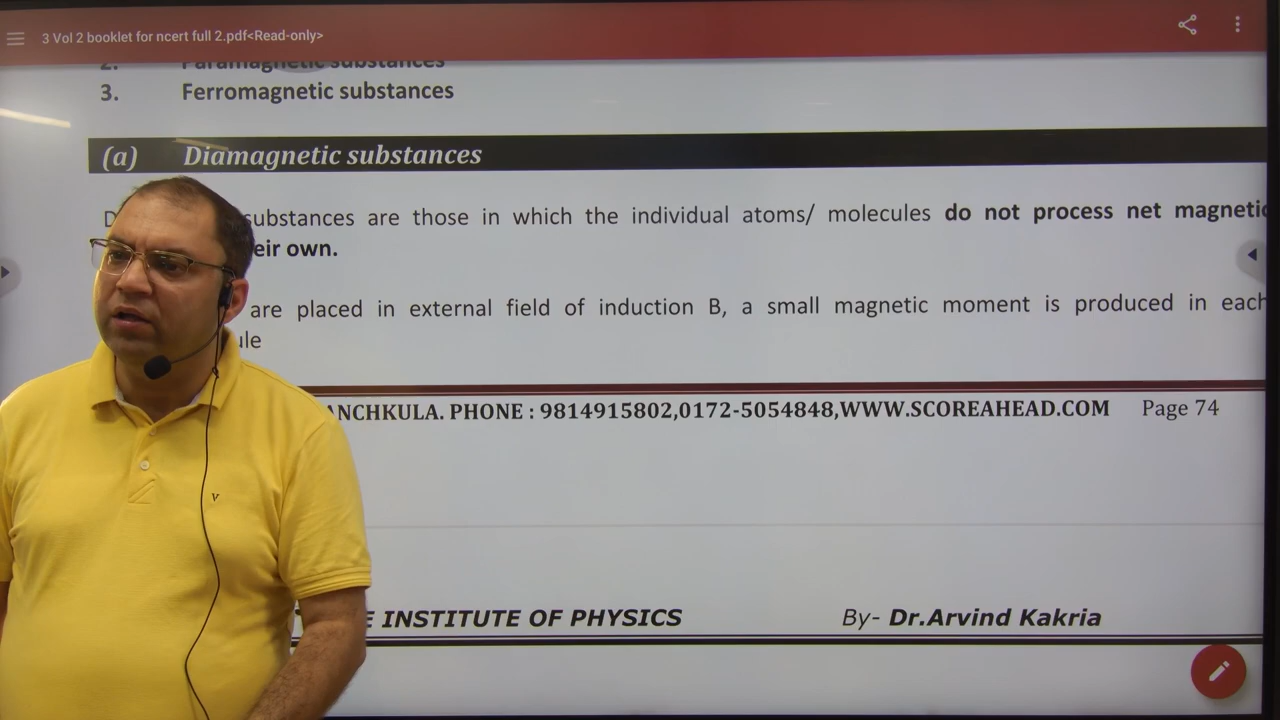 3 Vol 2 booklet for ncert full 2.pdf<Read-only>
2. Paramagnetic substances
3. Ferromagnetic substances
(a) Diamagnetic substances
substances are those in which the individual atoms/ molecules do not process net magnetic
eir own.
are placed in external field of induction B, a small magnetic moment is produced in each
ule
ANCHKULA. PHONE : 9814915802,0172-5054848,WWW.SCOREAHEAD.COM Page 74
E INSTITUTE OF PHYSICS By- Dr.Arvind Kakria
V